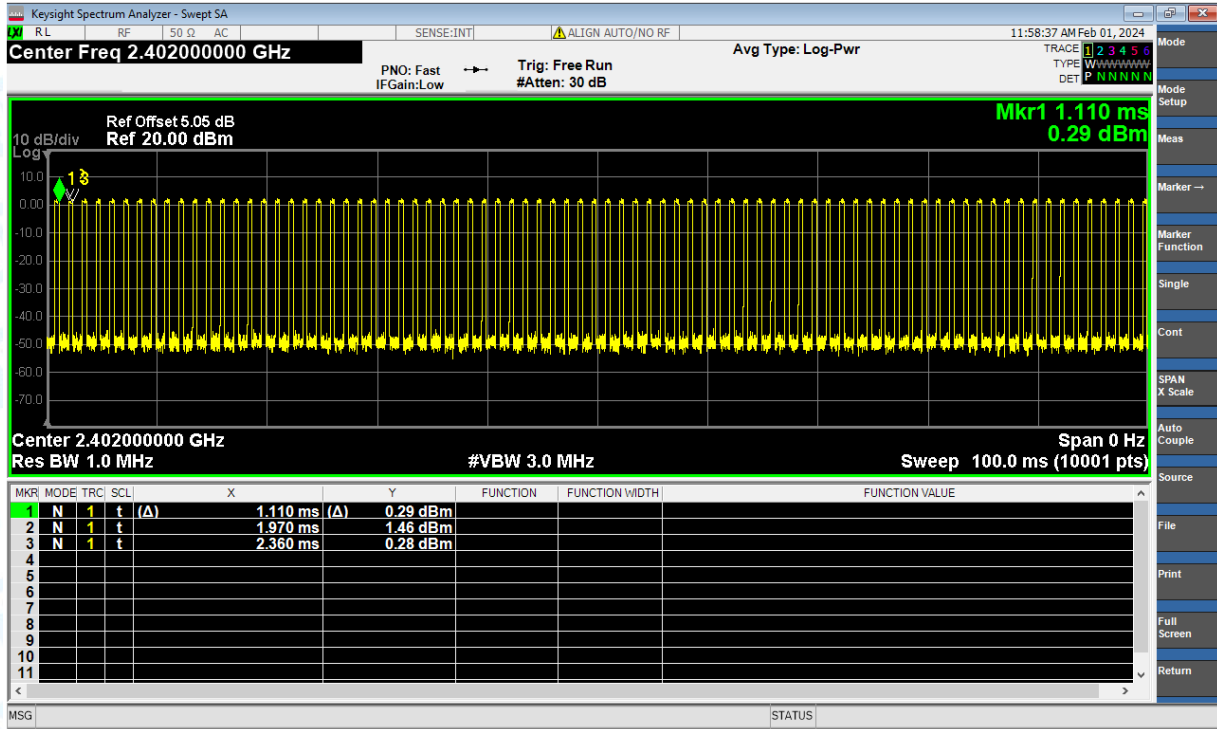 Keysight Spectrum Analyzer - Swept SA
LXI RL RF 50 Ω AC SENSE:INT ALIGN AUTO/NO RF 11:58:37 AM Feb 01, 2024
Center Freq 2.402000000 GHz
Avg Type: Log-Pwr
TRACE 1 2 3 4 5 6
PNO: Fast Trig: Free Run
TYPE WWWWWW
IFGain:Low #Atten: 30 dB
DET P N N N N N
Mkr1 1.110 ms
Ref Offset 5.05 dB
10 dB/div Ref 20.00 dBm 0.29 dBm
Log
10.0
1 3
0.00
-10.0
-20.0
-30.0
-40.0
-50.0
-60.0
-70.0
Center 2.402000000 GHz Span 0 Hz
Res BW 1.0 MHz #VBW 3.0 MHz Sweep 100.0 ms (10001 pts)
MKR MODE TRC SCL X Y FUNCTION FUNCTION WIDTH FUNCTION VALUE
1 N 1 t (Δ) 1.110 ms (Δ) 0.29 dBm
2 N 1 t 1.970 ms 1.46 dBm
3 N 1 t 2.360 ms 0.28 dBm
4
5
6
7
8
9
10
11
MSG STATUS
Mode
Mode
Setup
Meas
Marker→
Marker
Function
Single
Cont
SPAN
X Scale
Auto
Couple
Source
File
Print
Full
Screen
Return